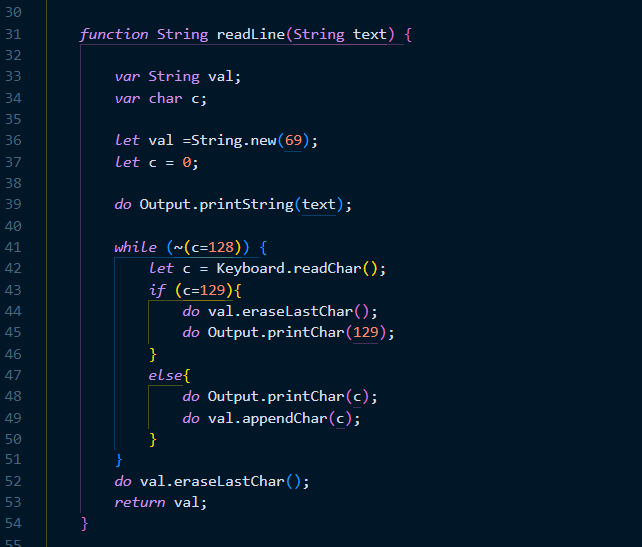 30
31 function String readLine(String text) {
32
33 var String val;
34 var char c;
35
36 let val =String.new(69);
37 let c = 0;
38
39 do Output.printString(text);
40
41 while (~(c=128)) {
42 let c = Keyboard.readChar();
43 if (c=129){
44 do val.eraseLastChar();
45 do Output.printChar(129);
46 }
47 else{
48 do Output.printChar(c);
49 do val.appendChar(c);
50 }
51 }
52 do val.eraseLastChar();
53 return val;
54 }
55